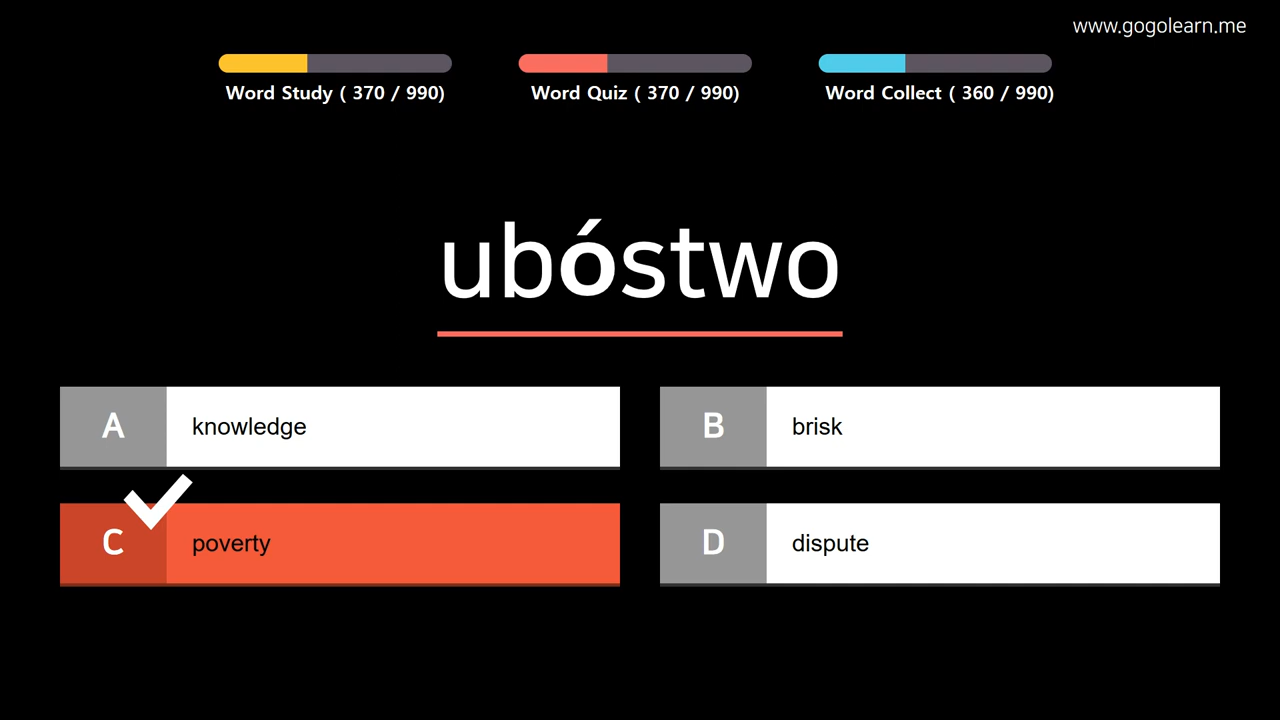 www.gogolearn.me
Word Study ( 370 / 990)
Word Quiz ( 370 / 990)
Word Collect ( 360 / 990)
ubóstwo
A knowledge
B brisk
C poverty
D dispute